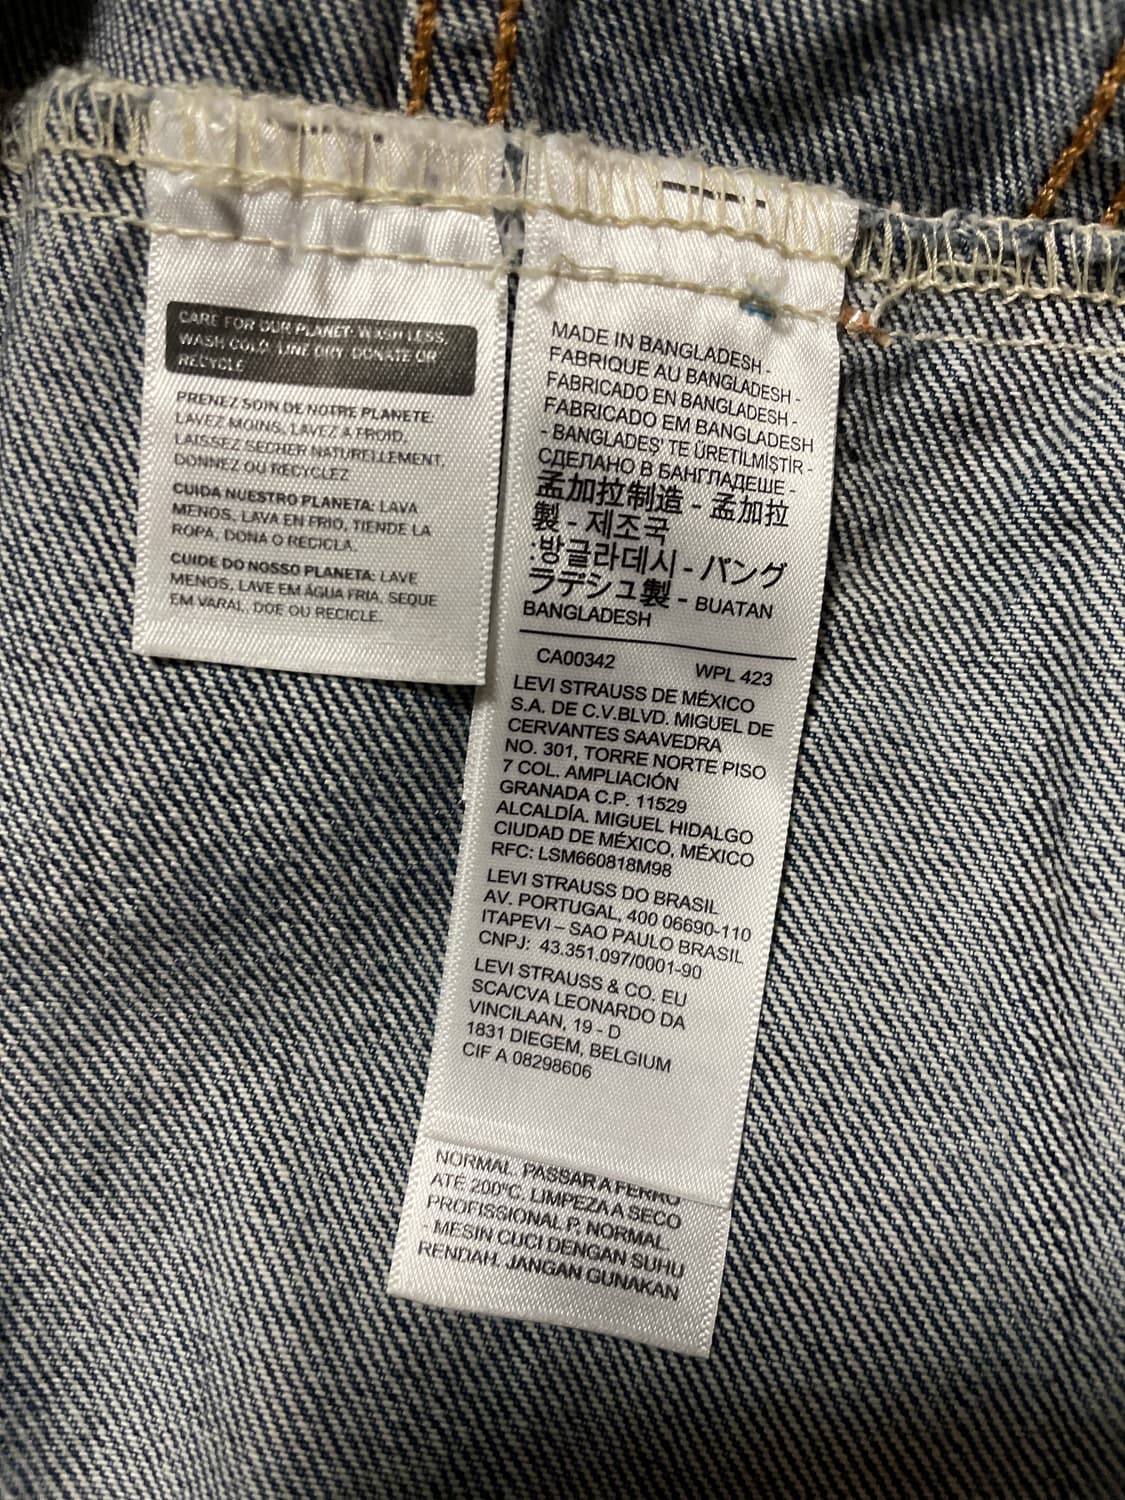 CARE FOR OUR PLANET: WASH LESS,
WASH COLD, LINE DRY, DONATE OR
RECYCLE
PRENEZ SOIN DE NOTRE PLANETE:
LAVEZ MOINS, LAVEZ A FROID,
LAISSEZ SECHER NATURELLEMENT,
DONNEZ OU RECYCLEZ
CUIDA NUESTRO PLANETA: LAVA
MENOS, LAVA EN FRIO, TIENDE LA
ROPA, DONA O RECICLA.
CUIDE DO NOSSO PLANETA: LAVE
MENOS, LAVE EM ÁGUA FRIA, SEQUE
EM VARAL, DOE OU RECICLE.
MADE IN BANGLADESH -
FABRIQUE AU BANGLADESH -
FABRICADO EN BANGLADESH -
FABRICADO EM BANGLADESH
- BANGLADEŞ' TE ÜRETİLMİŞTİR -
СДЕЛАНО В БАНГЛАДЕШЕ -
孟加拉制造 - 孟加拉
製 - 제조국
:방글라데시 - バング
ラデシュ製 - BUATAN
BANGLADESH
CA00342 WPL 423
LEVI STRAUSS DE MÉXICO
S.A. DE C.V.BLVD. MIGUEL DE
CERVANTES SAAVEDRA
NO. 301, TORRE NORTE PISO
7 COL. AMPLIACIÓN
GRANADA C.P. 11529
ALCALDÍA. MIGUEL HIDALGO
CIUDAD DE MÉXICO, MÉXICO
RFC: LSM660818M98
LEVI STRAUSS DO BRASIL
AV. PORTUGAL, 400 06690-110
ITAPEVI – SAO PAULO BRASIL
CNPJ: 43.351.097/0001-90
LEVI STRAUSS & CO. EU
SCA/CVA LEONARDO DA
VINCILAAN, 19 - D
1831 DIEGEM, BELGIUM
CIF A 08298606
NORMAL. PASSAR A FERRO
ATÉ 200°C. LIMPEZA A SECO
PROFISSIONAL P, NORMAL.
- MESIN CUCI DENGAN SUHU
RENDAH. JANGAN GUNAKAN